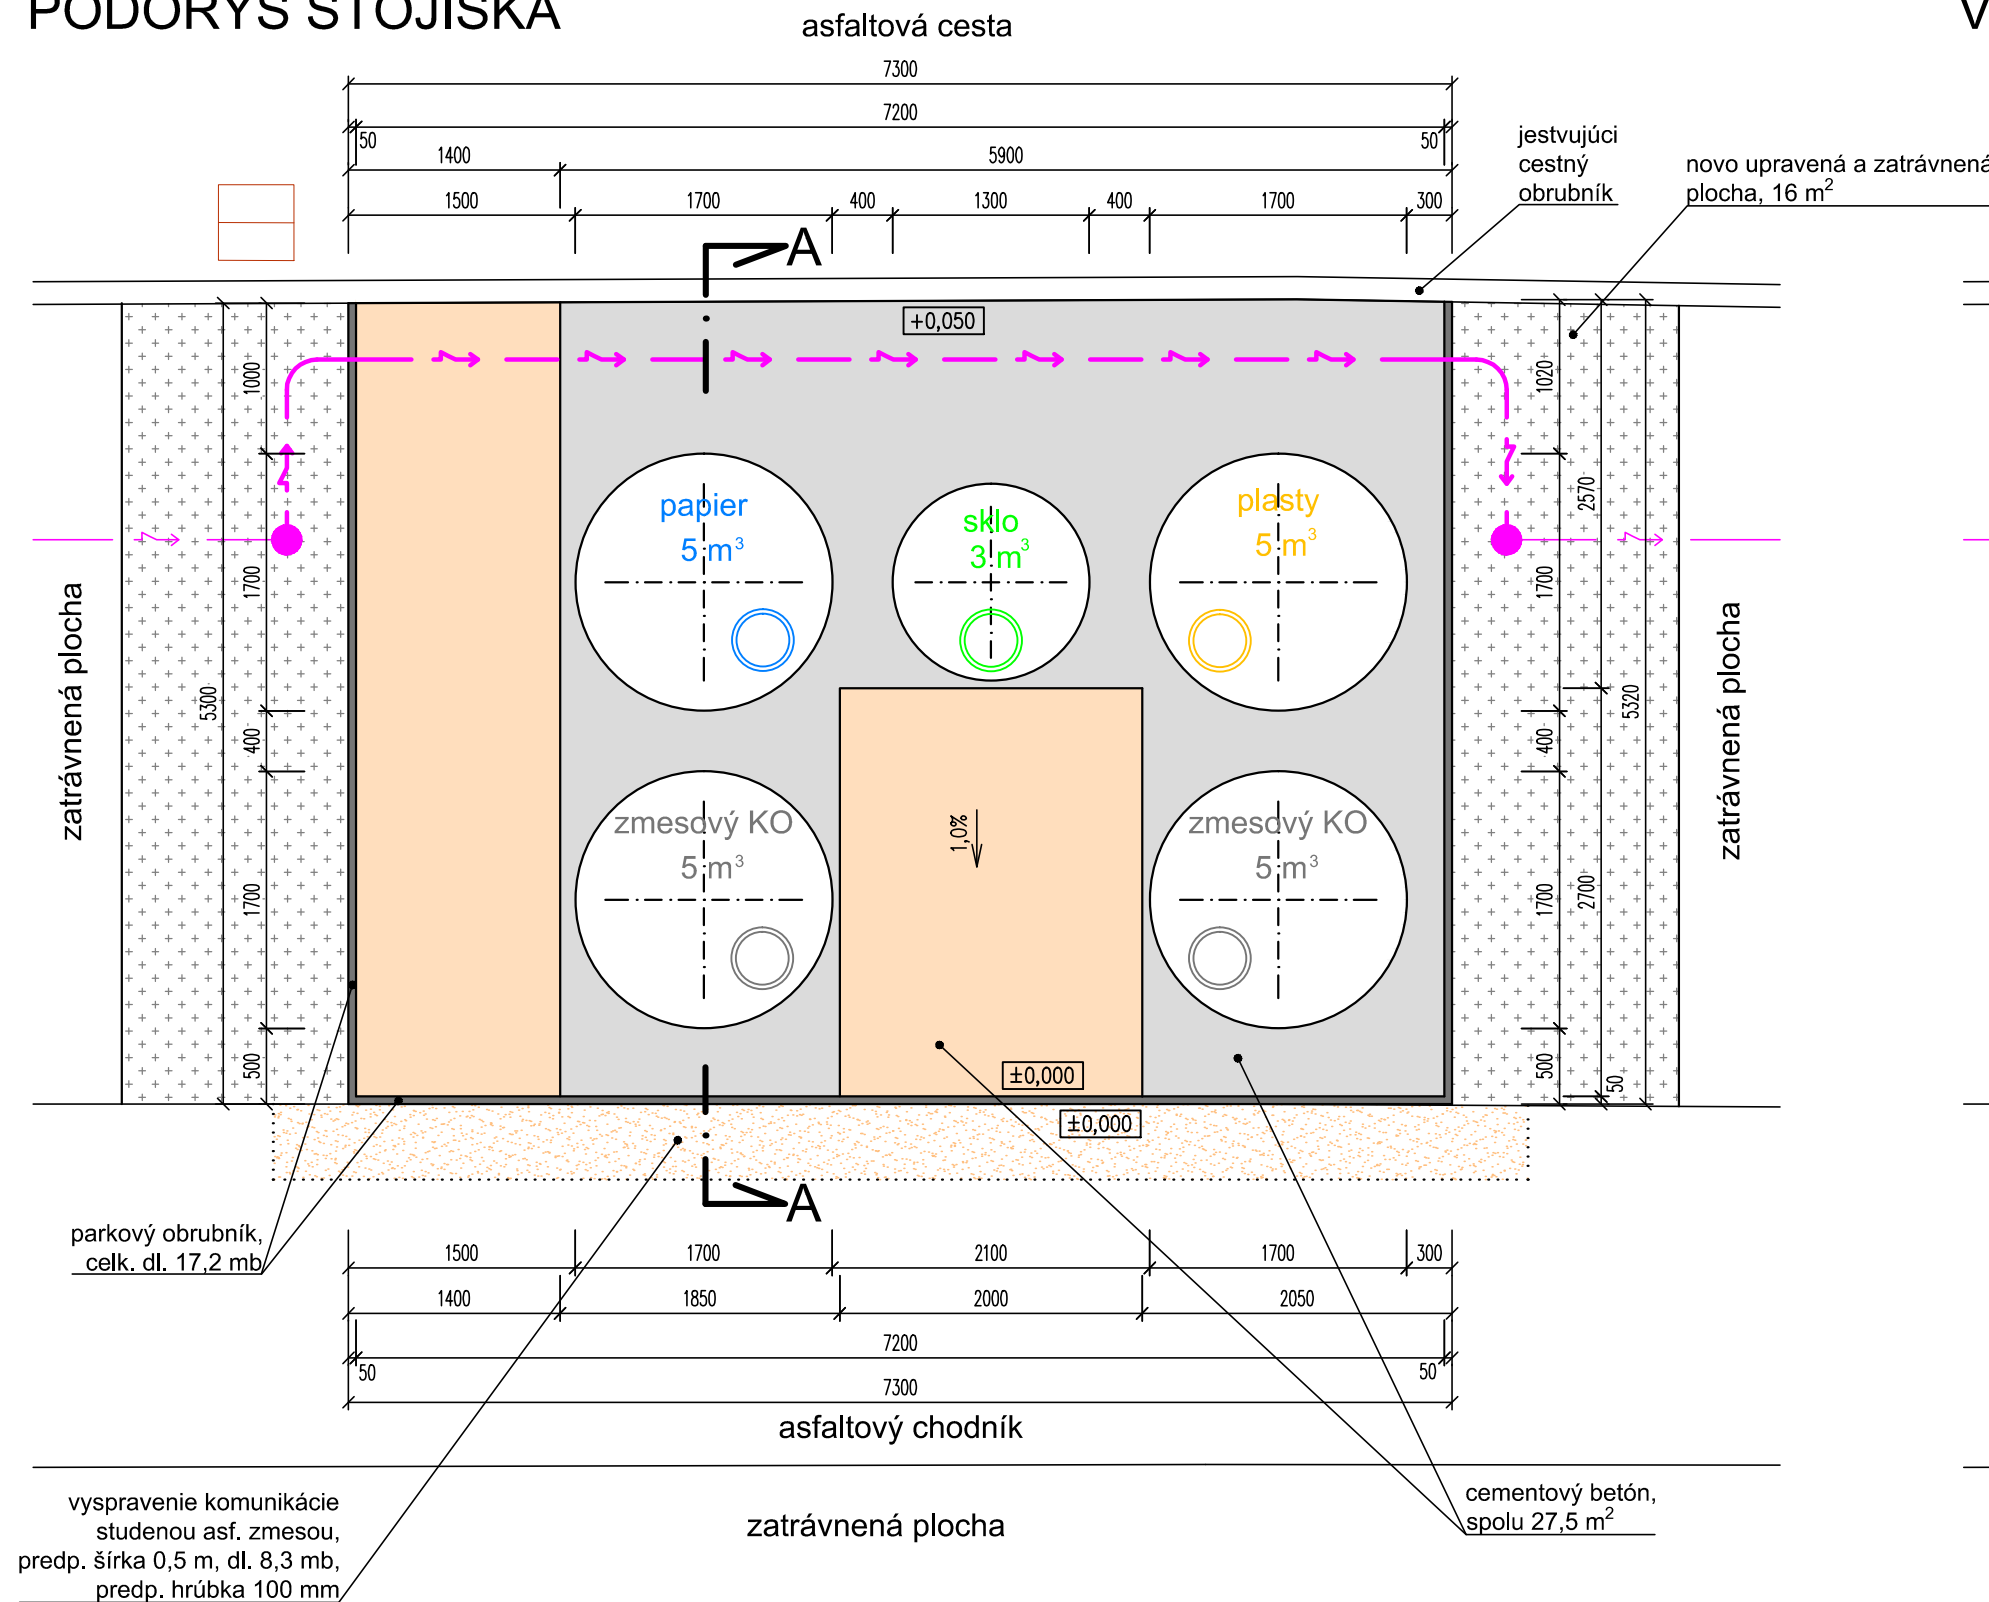 PÔDORYS STOJISKA
asfaltová cesta
7300
7200
50
50
1400
5900
1500
1700
400
1300
400
1700
300
jestvujúci
cestný
obrubník
novo upravená a zatrávnená
plocha, 16 m²
A
+0,050
1000
1700
400
1700
500
5300
zatrávnená plocha
papier
5 m³
sklo
3 m³
plasty
5 m³
zmesový KO
5 m³
zmesový KO
5 m³
1,0%
±0,000
±0,000
1020
1700
400
1700
500
2570
2700
50
5320
zatrávnená plocha
A
parkový obrubník,
celk. dl. 17,2 mb
1500
1700
2100
1700
300
1400
1850
2000
2050
7200
50
50
7300
asfaltový chodník
vyspravenie komunikácie
studenou asf. zmesou,
predp. šírka 0,5 m, dl. 8,3 mb,
predp. hrúbka 100 mm
zatrávnená plocha
cementový betón,
spolu 27,5 m²